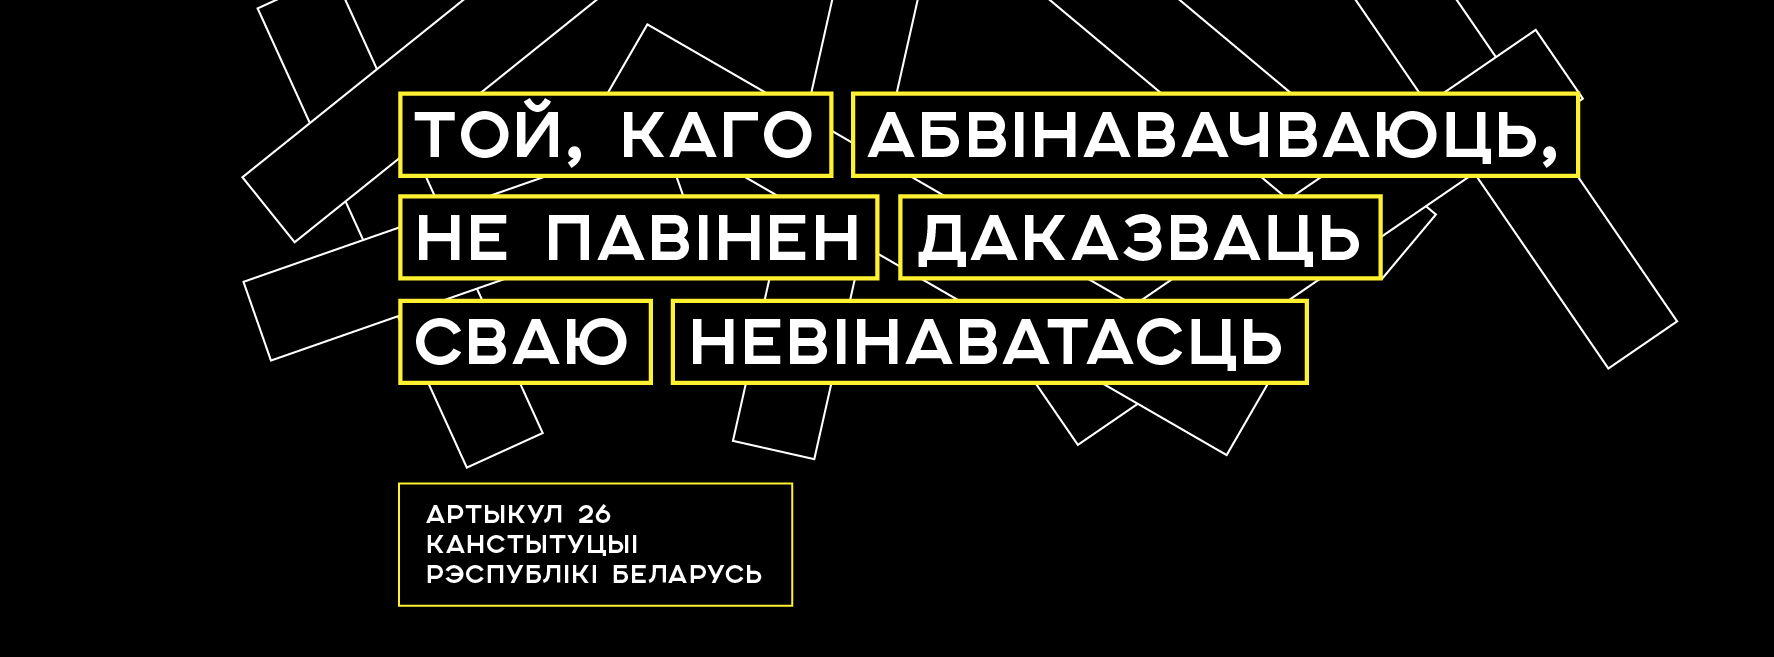 ТОЙ, КАГО АБВІНАВАЧВАЮЦЬ,
НЕ ПАВІНЕН ДАКАЗВАЦЬ
СВАЮ НЕВІНАВАТАСЦЬ
АРТЫКУЛ 26
КАНСТЫТУЦЫІ
РЭСПУБЛІКІ БЕЛАРУСЬ